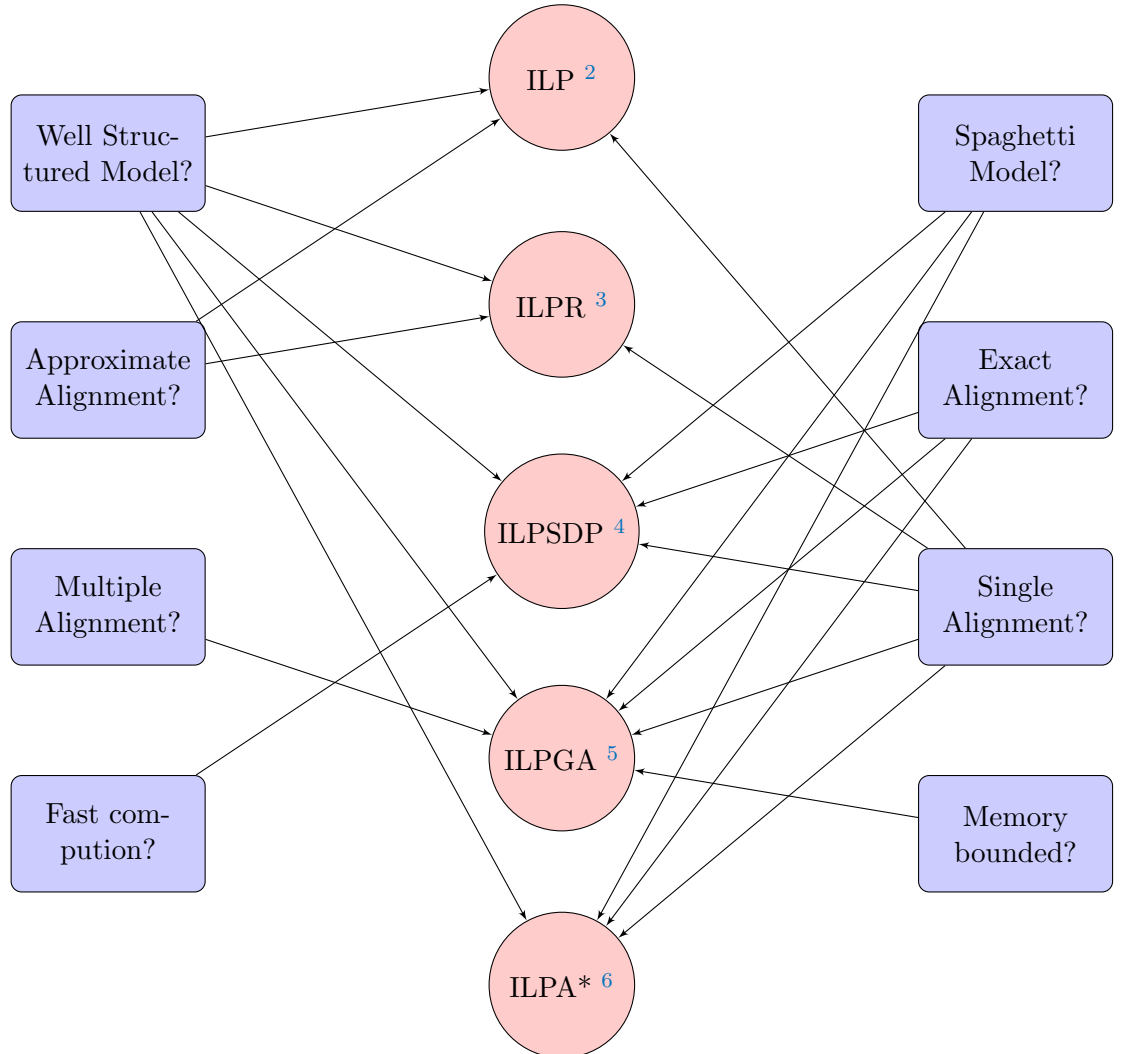 ILP 2
Well Struc-
tured Model?
Spaghetti
Model?
ILPR 3
Approximate
Alignment?
Exact
Alignment?
ILPSDP 4
Multiple
Alignment?
Single
Alignment?
ILPGA 5
Fast com-
pution?
Memory
bounded?
ILPA* 6